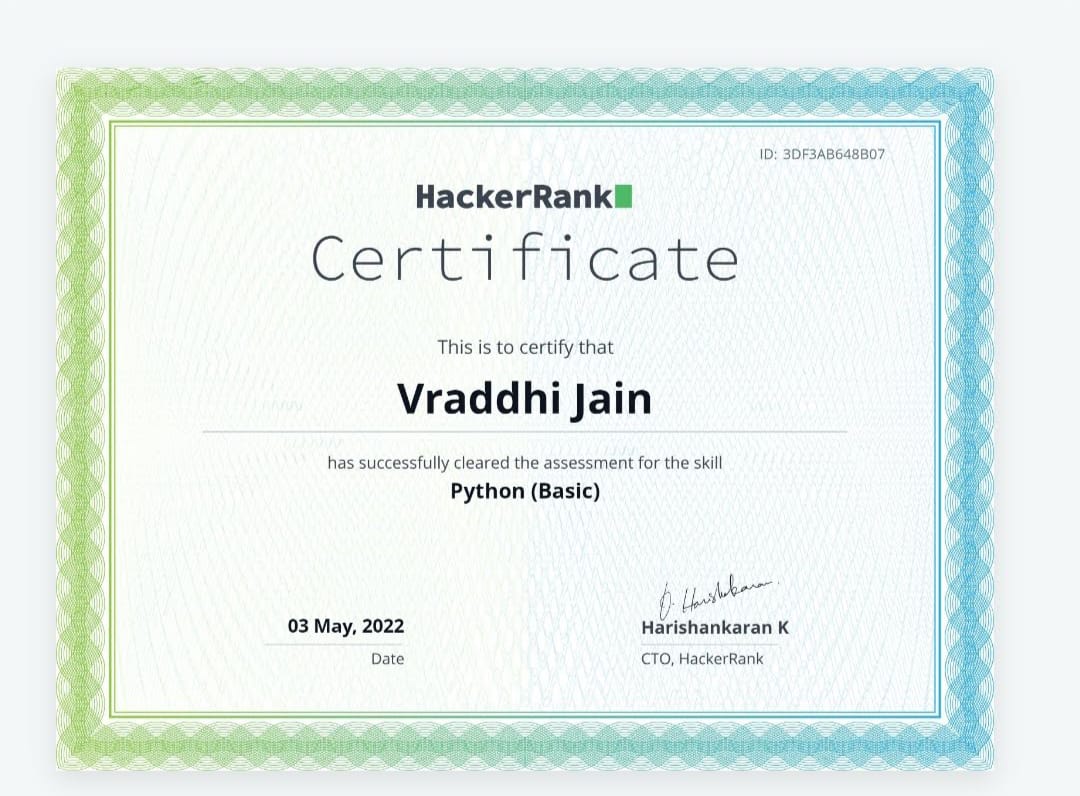 ID: 3DF3AB648B07
HackerRank
Certificate
This is to certify that
Vraddhi Jain
has successfully cleared the assessment for the skill
Python (Basic)
03 May, 2022
Date
Harishankaran K
CTO, HackerRank